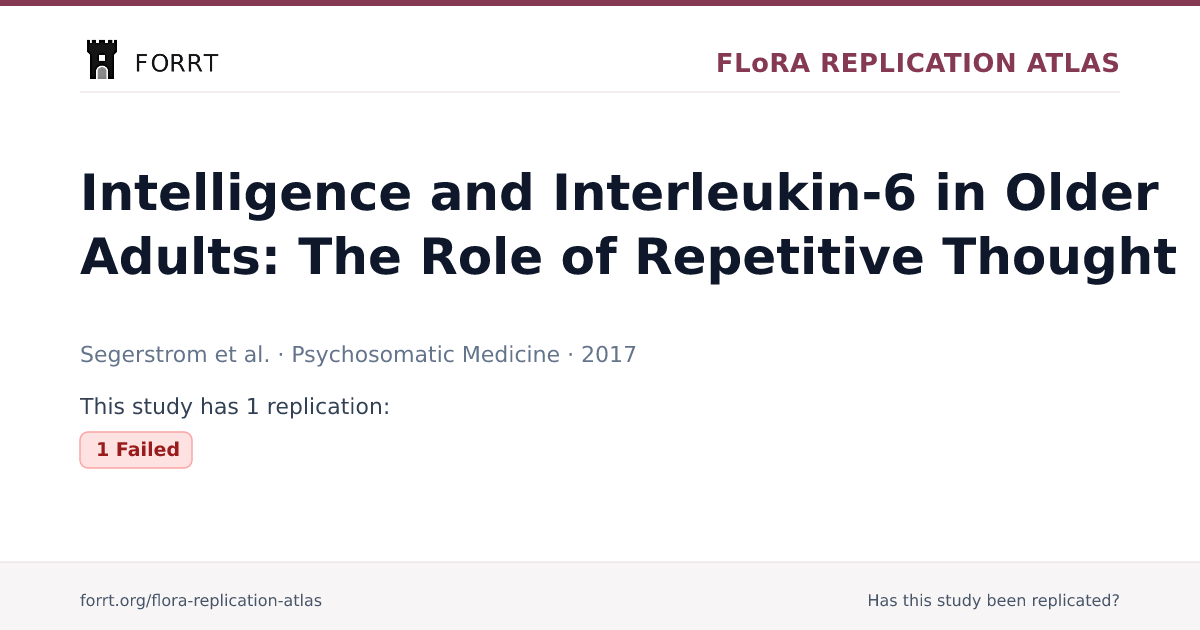 FORRT
FLoRA REPLICATION ATLAS
Intelligence and Interleukin-6 in Older
Adults: The Role of Repetitive Thought
Segerstrom et al. · Psychosomatic Medicine · 2017
This study has 1 replication:
1 Failed
forrt.org/flora-replication-atlas
Has this study been replicated?